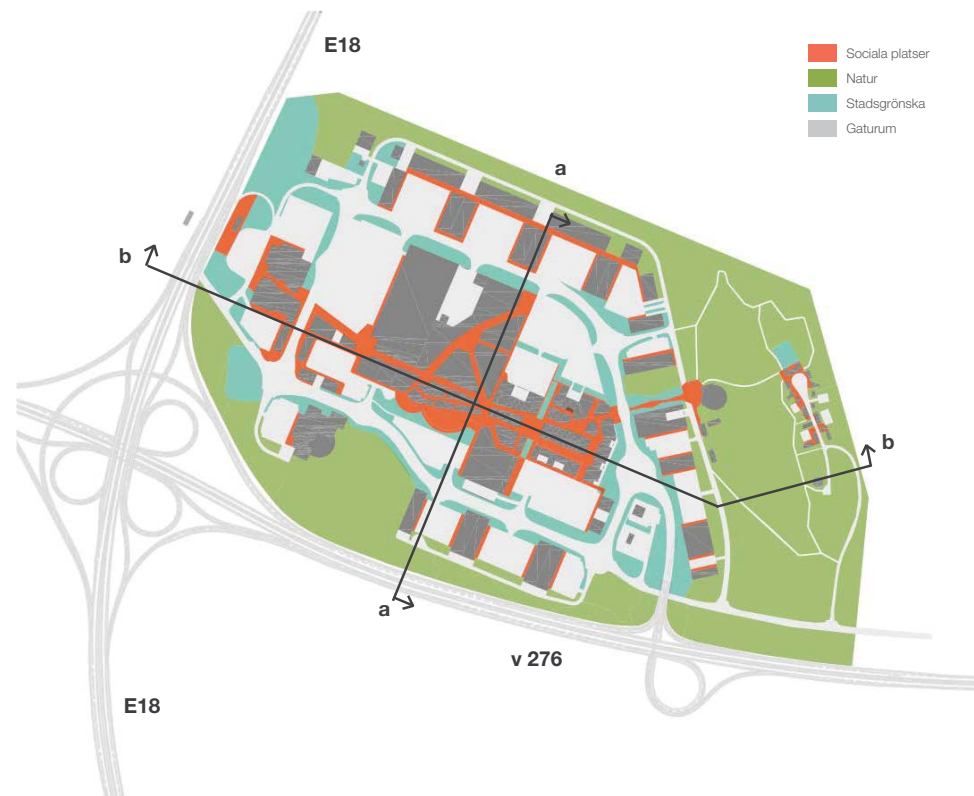 E18
Sociala platser
Natur
Stadsgrönska
Gaturum
a
b
b
a
v 276
E18